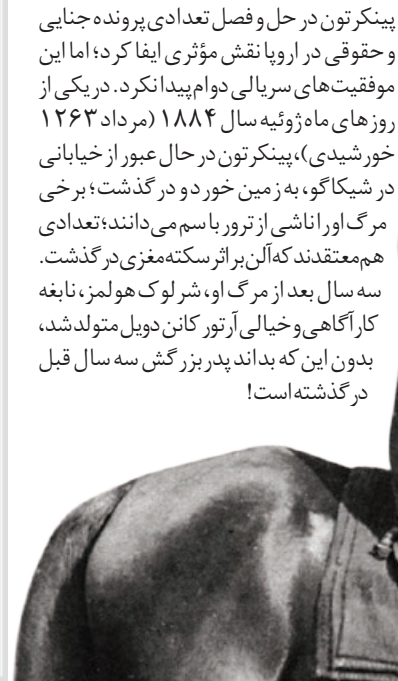 پینکرتون در حل و فصل تعدادی پرونده جنایی
و حقوقی در اروپا نقش مؤثری ایفا کرد؛ اما این
موفقیت‌های سریالی دوام پیدا نکرد. در یکی از
روزهای ماه ژوئیه سال ۱۸۸۴ (مرداد ۱۲۶۳
خورشیدی)، پینکرتون در حال عبور از خیابانی
در شیکاگو، به زمین خورد و درگذشت؛ برخی
مرگ او را ناشی از ترور با سم می‌دانند؛ تعدادی
هم معتقدند که آلن بر اثر سکته مغزی درگذشت.
سه سال بعد از مرگ او، شرلوک هولمز، نابغه
کارآگاهی و خیالی آرتور کانن دویل متولد شد،
بدون این که بداند پدربزرگش سه سال قبل
درگذشته است!